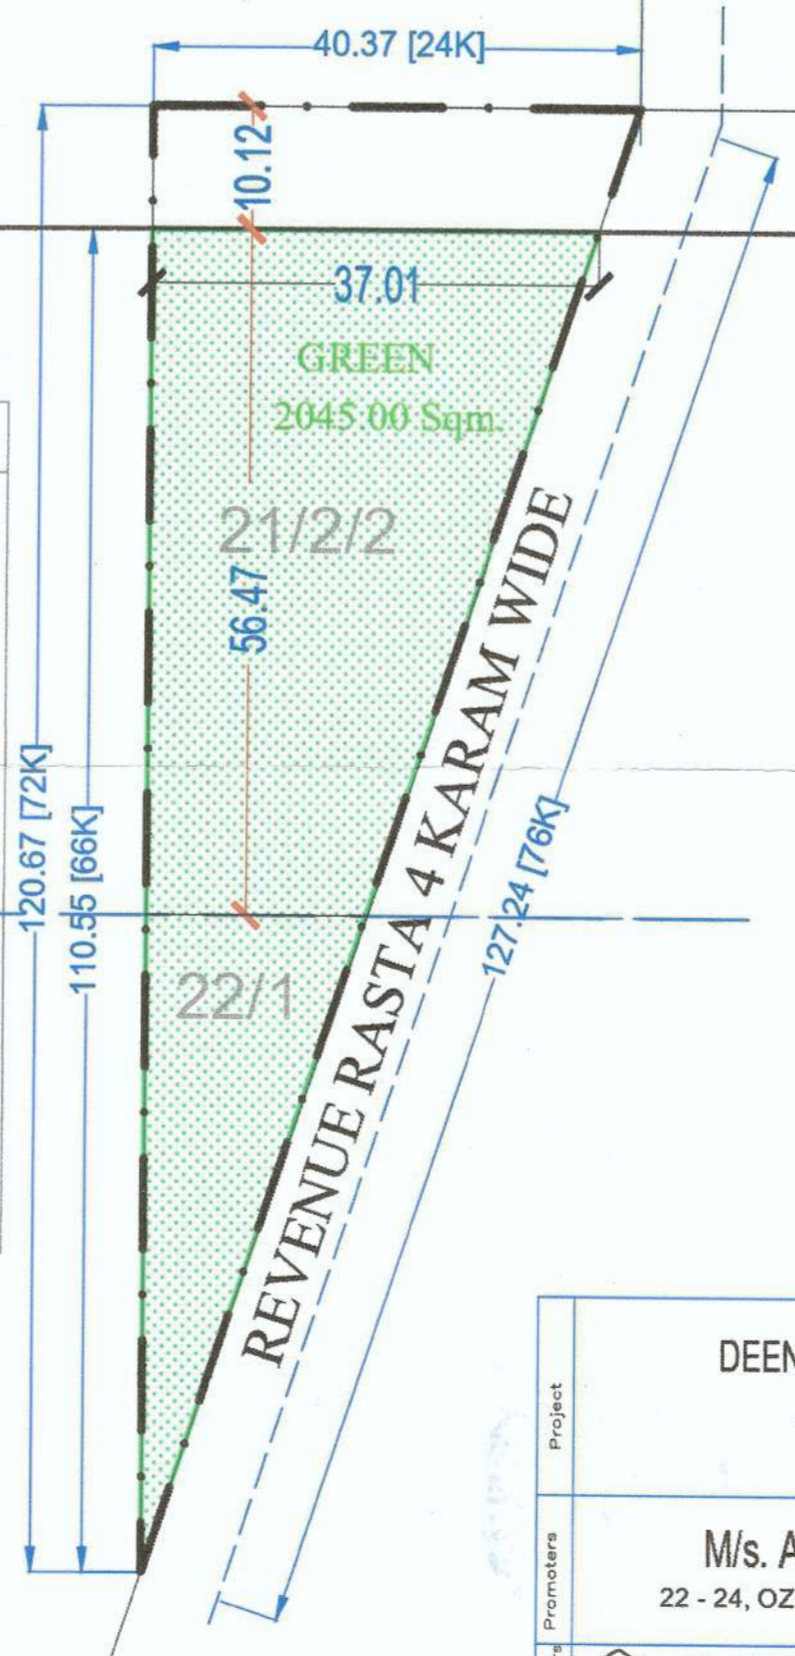 40.37 [24K]
10.12
37.01
GREEN
2045.00 Sqm.
21/2/2
56.47
120.67 [72K]
110.55 [66K]
22/1
REVENUE RASTA 4 KARAM WIDE
127.24 [76K]
Project
DEEN
Promoters
M/s. A
22 - 24, OZ